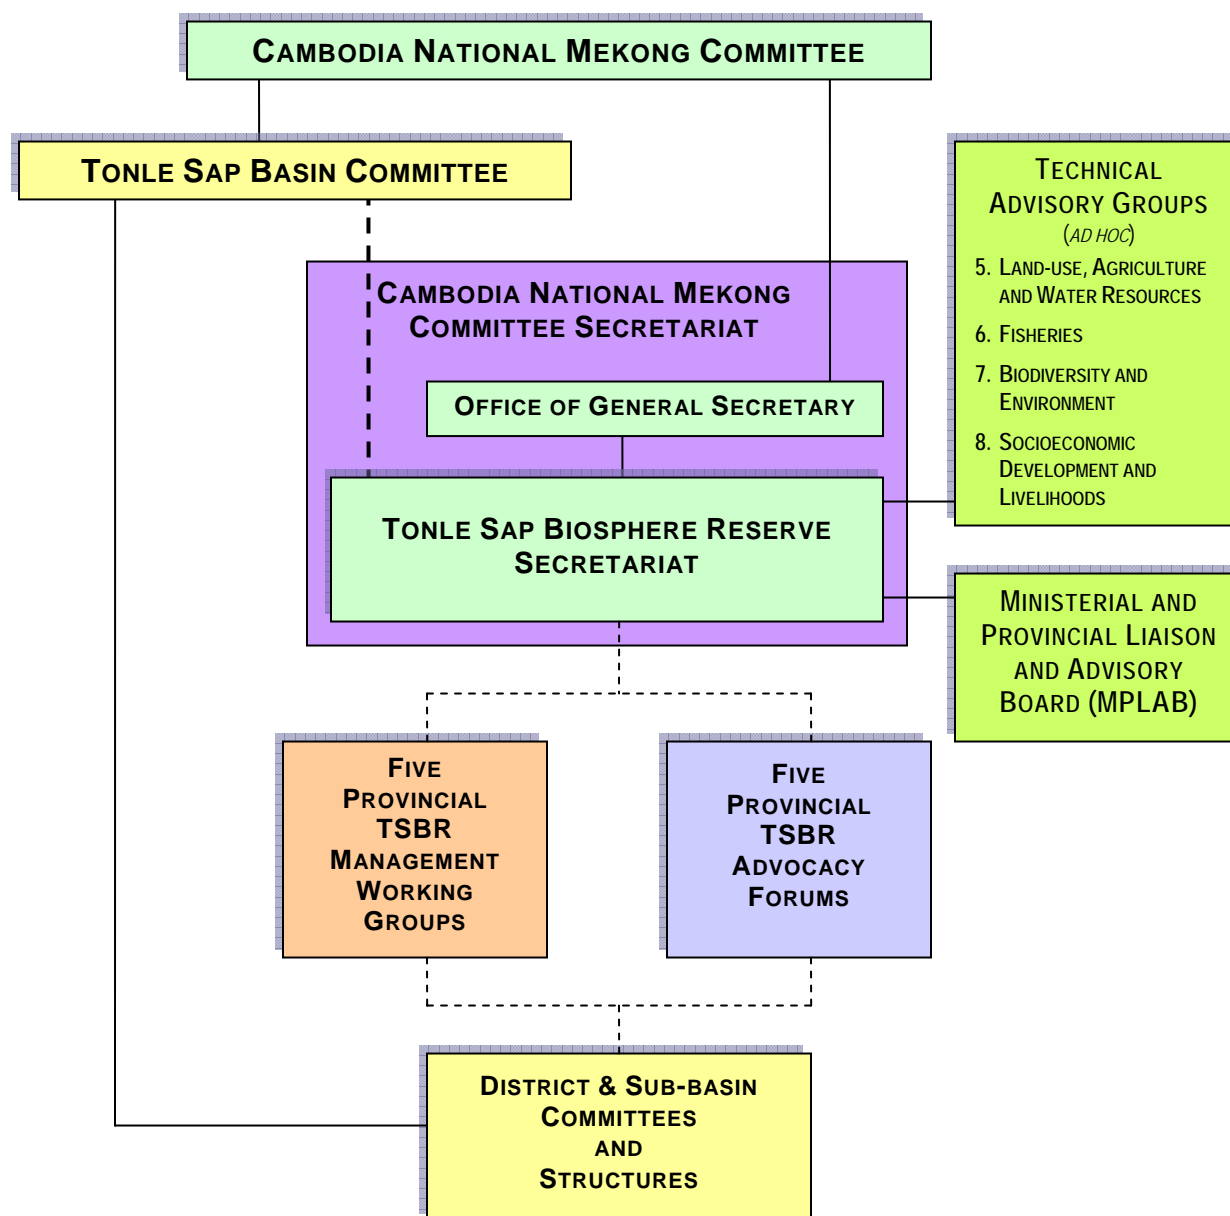 CAMBODIA NATIONAL MEKONG COMMITTEE
TONLE SAP BASIN COMMITTEE
TECHNICAL
ADVISORY GROUPS
(AD HOC)
5. LAND-USE, AGRICULTURE
AND WATER RESOURCES
6. FISHERIES
7. BIODIVERSITY AND
ENVIRONMENT
8. SOCIOECONOMIC
DEVELOPMENT AND
LIVELIHOODS
CAMBODIA NATIONAL MEKONG
COMMITTEE SECRETARIAT
OFFICE OF GENERAL SECRETARY
TONLE SAP BIOSPHERE RESERVE
SECRETARIAT
MINISTERIAL AND
PROVINCIAL LIAISON
AND ADVISORY
BOARD (MPLAB)
FIVE
PROVINCIAL
TSBR
MANAGEMENT
WORKING
GROUPS
FIVE
PROVINCIAL
TSBR
ADVOCACY
FORUMS
DISTRICT & SUB-BASIN
COMMITTEES
AND
STRUCTURES